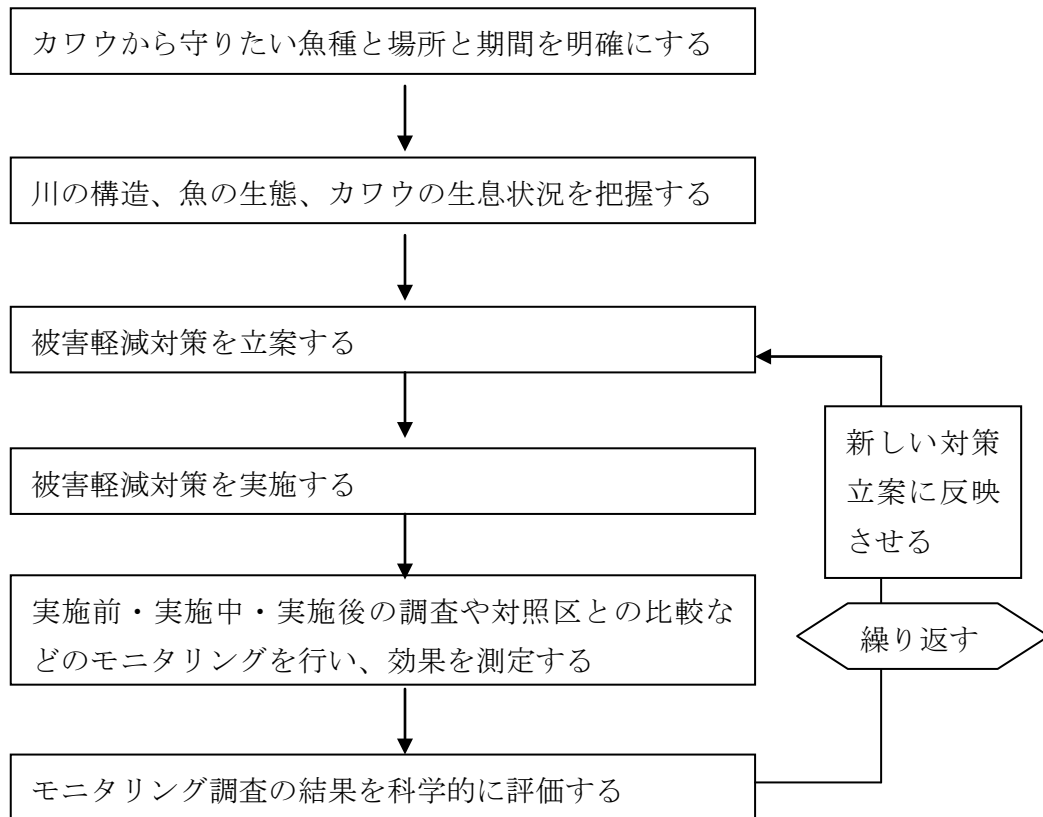 カワウから守りたい魚種と場所と期間を明確にする
川の構造、魚の生態、カワウの生息状況を把握する
被害軽減対策を立案する
被害軽減対策を実施する
実施前・実施中・実施後の調査や対照区との比較な
どのモニタリングを行い、効果を測定する
モニタリング調査の結果を科学的に評価する
繰り返す
新しい対策
立案に反映
させる